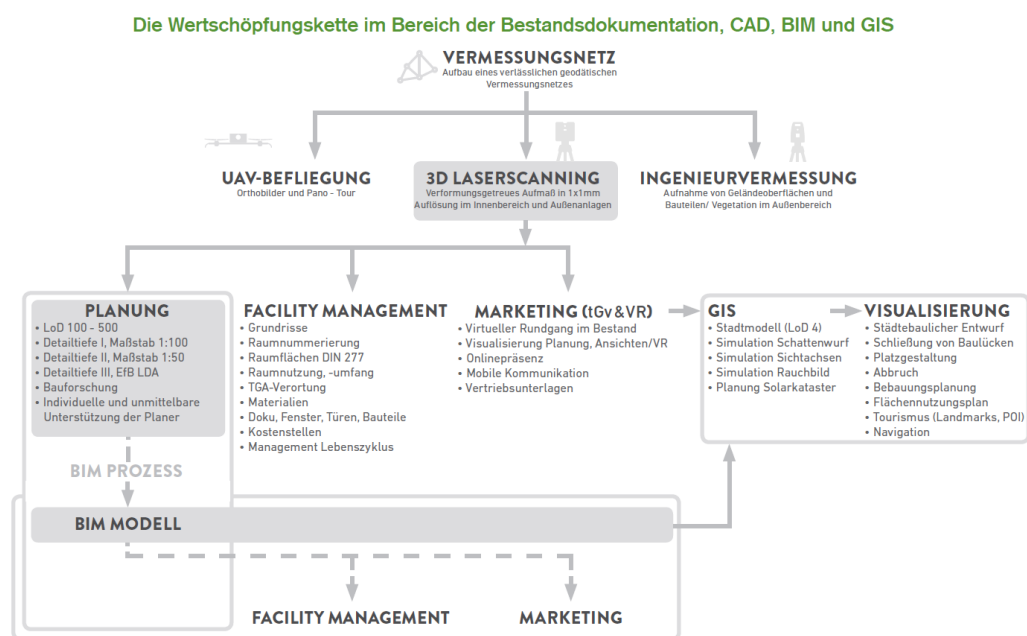 Die Wertschöpfungskette im Bereich der Bestandsdokumentation, CAD, BIM und GIS
VERMESSUNGSNETZ
Aufbau eines verlässlichen geodätischen
Vermessungsnetzes
UAV-BEFLIEGUNG
Orthobilder und Pano - Tour
3D LASERSCANNING
Verformungsgetreues Aufmaß in 1x1mm
Auflösung im Innenbereich und Außenanlagen
INGENIEURVERMESSUNG
Aufnahme von Geländeoberflächen und
Bauteilen/ Vegetation im Außenbereich
PLANUNG
• LoD 100 - 500
• Detailtiefe I, Maßstab 1:100
• Detailtiefe II, Maßstab 1:50
• Detailtiefe III, EfB LDA
• Bauforschung
• Individuelle und unmittelbare
Unterstützung der Planer
FACILITY MANAGEMENT
• Grundrisse
• Raumnummerierung
• Raumflächen DIN 277
• Raumnutzung, -umfang
• TGA-Verortung
• Materialien
• Doku, Fenster, Türen, Bauteile
• Kostenstellen
• Management Lebenszyklus
MARKETING (tGv&VR)
• Virtueller Rundgang im Bestand
• Visualisierung Planung, Ansichten/VR
• Onlinepräsenz
• Mobile Kommunikation
• Vertriebsunterlagen
GIS
• Stadtmodell (LoD 4)
• Simulation Schattenwurf
• Simulation Sichtachsen
• Simulation Rauchbild
• Planung Solarkataster
VISUALISIERUNG
• Städtebaulicher Entwurf
• Schließung von Baulücken
• Platzgestaltung
• Abbruch
• Bebauungsplanung
• Flächennutzungsplan
• Tourismus (Landmarks, POI)
• Navigation
BIM PROZESS
BIM MODELL
FACILITY MANAGEMENT
MARKETING